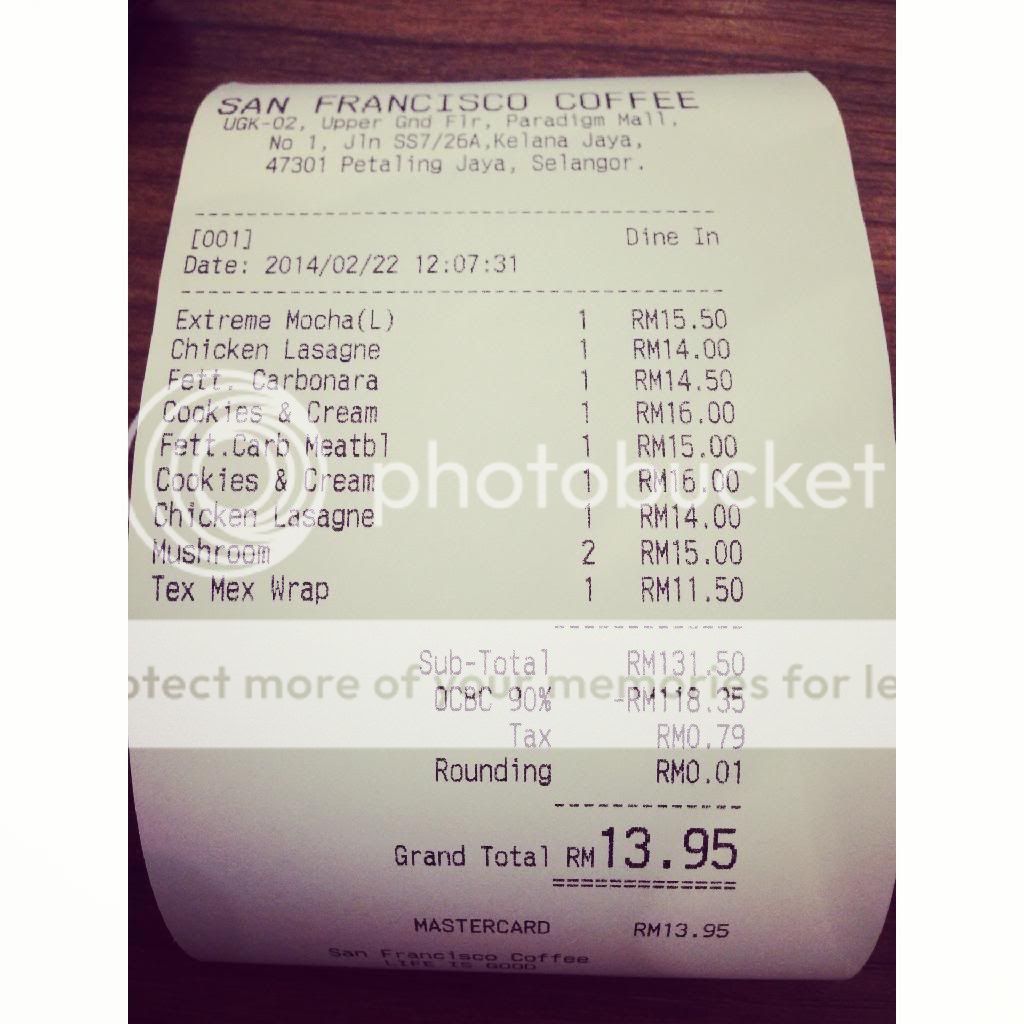 SAN FRANCISCO COFFEE
UGK-02, Upper Gnd Flr, Paradigm Mall.
No 1, Jln SS7/26A,Kelana Jaya,
47301 Petaling Jaya, Selangor.
[001] Dine In
Date: 2014/02/22 12:07:31
Extreme Mocha(L) 1 RM15.50
Chicken Lasagne 1 RM14.00
Fett. Carbonara 1 RM14.50
Cookies & Cream 1 RM16.00
Fett.Carb Meatbl 1 RM15.00
Cookies & Cream 1 RM16.00
photobucket
Chicken Lasagne 1 RM14.00
Mushroom 2 RM15.00
Tex Mex Wrap 1 RM11.50
Sub-Total RM131.50
otect more of your memories for le
OCBC 90% -RM118.35
Tax RM0.79
Rounding RM0.01
Grand Total RM13.95
MASTERCARD RM13.95
San Francisco Coffee
LIFE IS GOOD